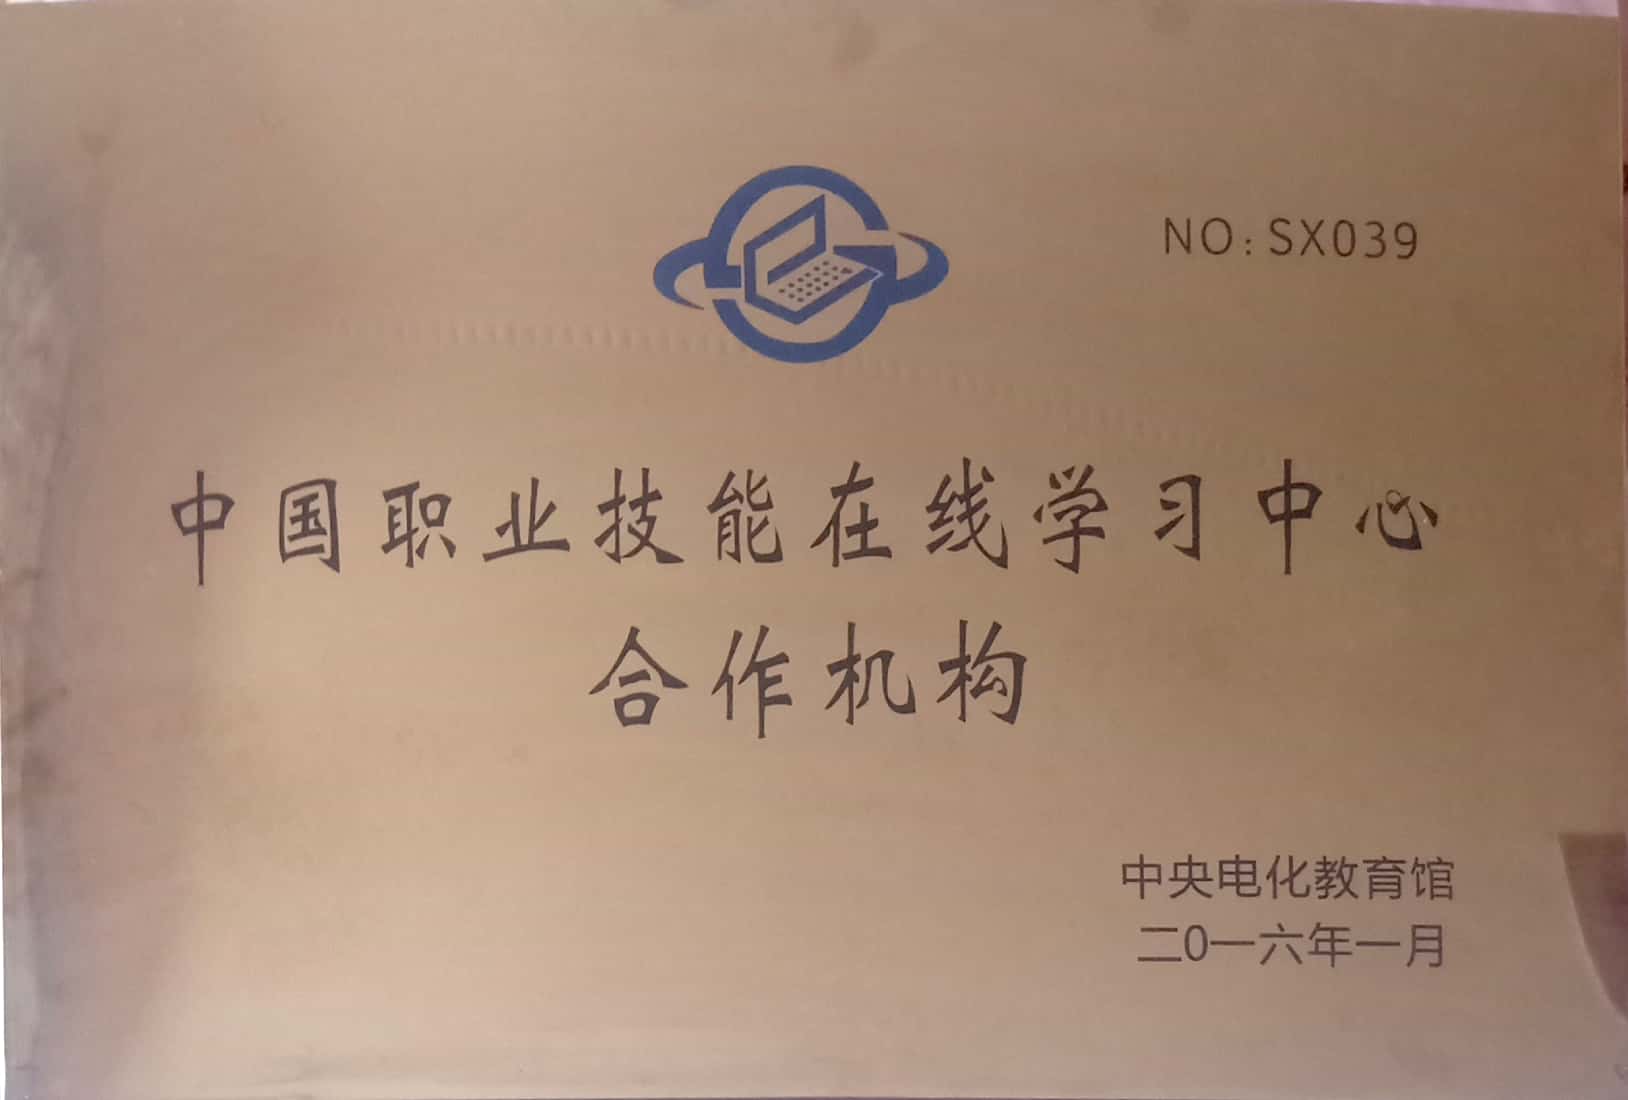 NO:SX039
中国职业技能在线学习中心
合作机构
中央电化教育馆
二0一六年一月